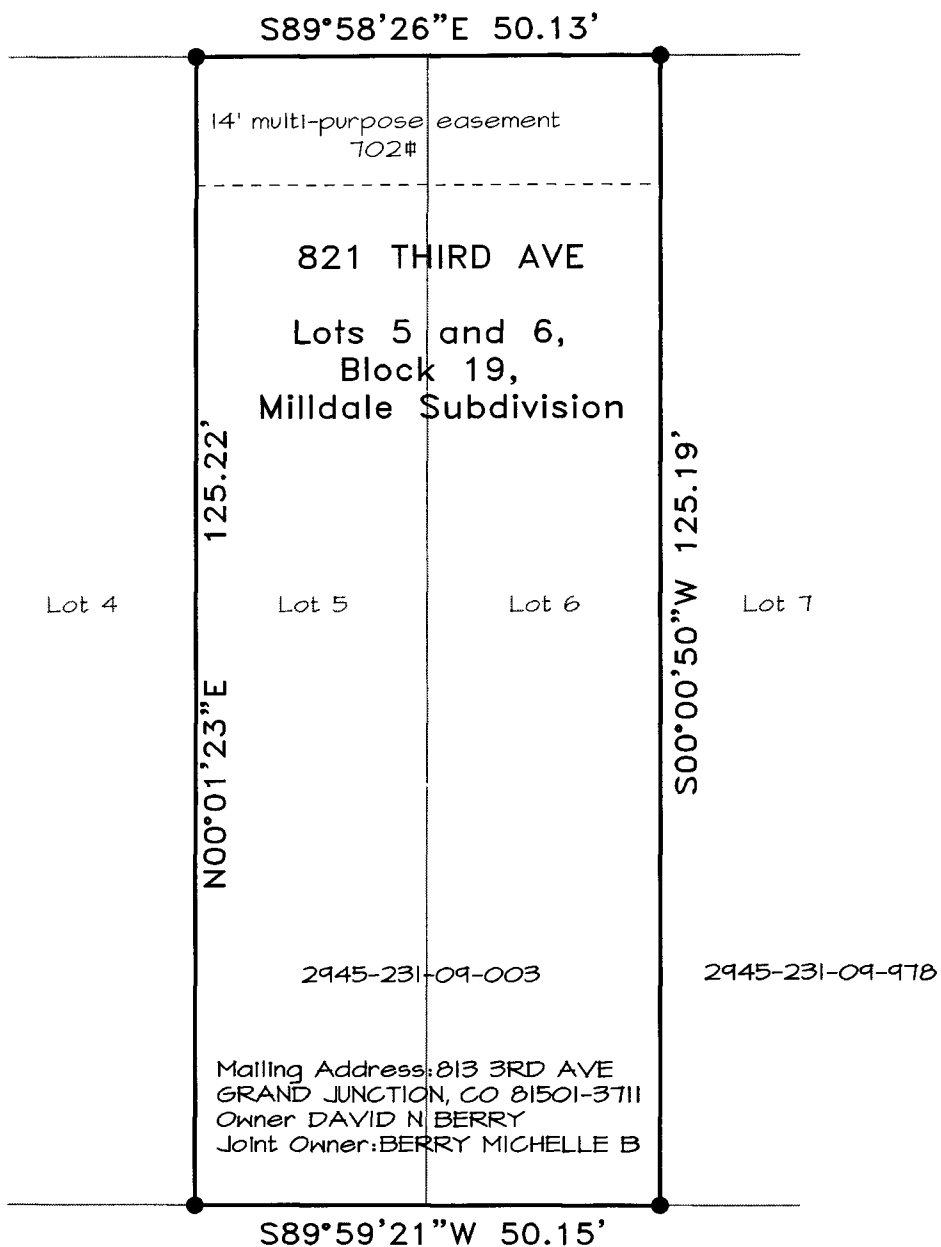 S89°58'26"E 50.13'
14' multi-purpose easement
702⌗
821 THIRD AVE
Lots 5 and 6,
Block 19,
Milldale Subdivision
125.22'
N00°01'23"E
S00°00'50"W 125.19'
Lot 4
Lot 5
Lot 6
Lot 7
2945-231-09-003
2945-231-09-978
Mailing Address:813 3RD AVE
GRAND JUNCTION, CO 81501-3711
Owner DAVID N BERRY
Joint Owner:BERRY MICHELLE B
S89°59'21"W 50.15'